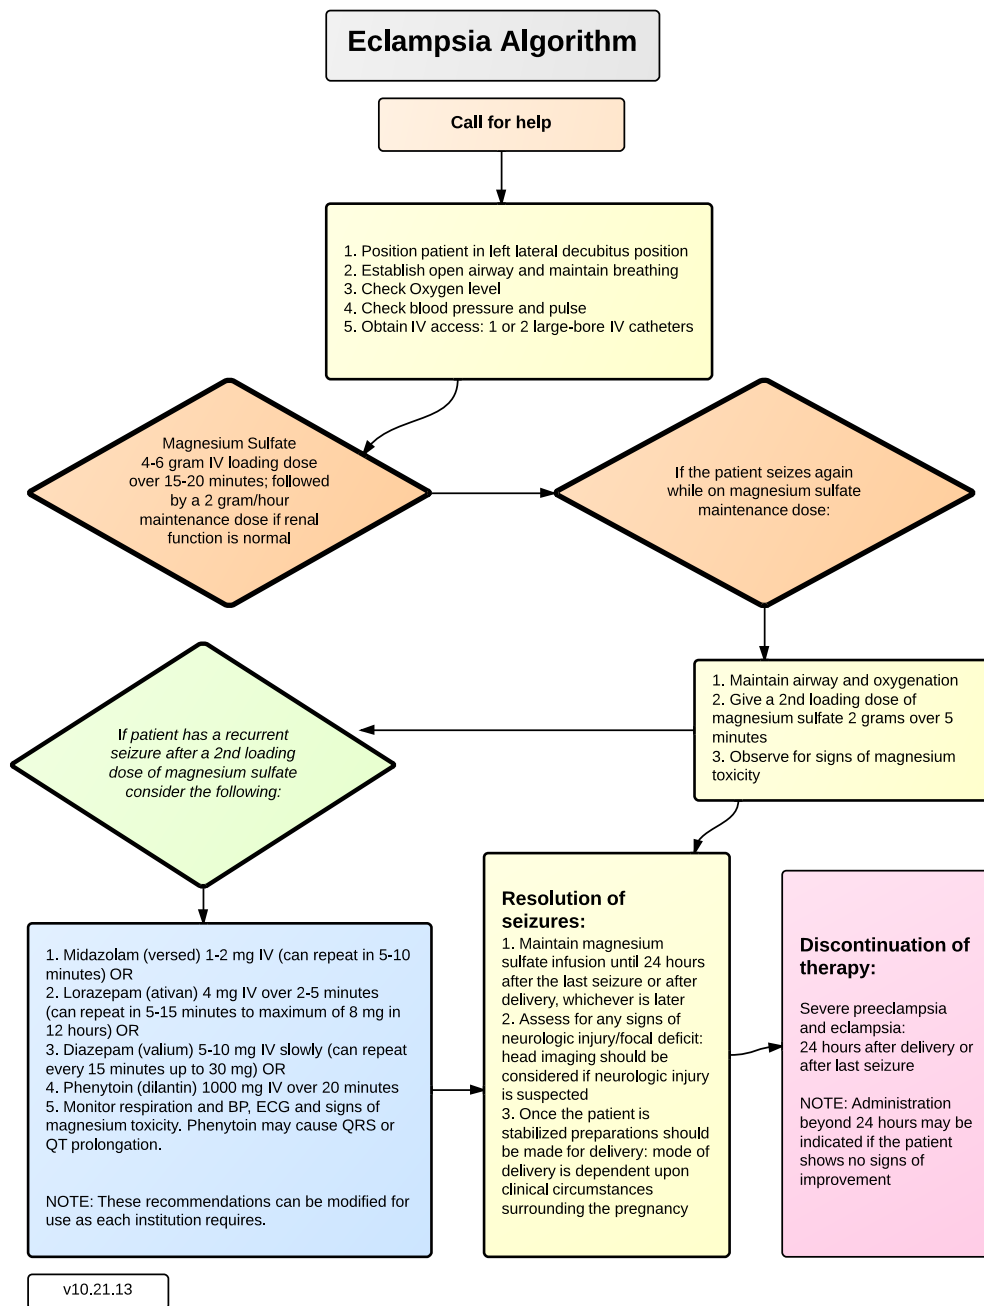 Eclampsia Algorithm
Call for help
1. Position patient in left lateral decubitus position
2. Establish open airway and maintain breathing
3. Check Oxygen level
4. Check blood pressure and pulse
5. Obtain IV access: 1 or 2 large-bore IV catheters
Magnesium Sulfate
4-6 gram IV loading dose
over 15-20 minutes; followed
by a 2 gram/hour
maintenance dose if renal
function is normal
If the patient seizes again
while on magnesium sulfate
maintenance dose:
1. Maintain airway and oxygenation
2. Give a 2nd loading dose of
magnesium sulfate 2 grams over 5
minutes
3. Observe for signs of magnesium
toxicity
If patient has a recurrent
seizure after a 2nd loading
dose of magnesium sulfate
consider the following:
1. Midazolam (versed) 1-2 mg IV (can repeat in 5-10
minutes) OR
2. Lorazepam (ativan) 4 mg IV over 2-5 minutes
(can repeat in 5-15 minutes to maximum of 8 mg in
12 hours) OR
3. Diazepam (valium) 5-10 mg IV slowly (can repeat
every 15 minutes up to 30 mg) OR
4. Phenytoin (dilantin) 1000 mg IV over 20 minutes
5. Monitor respiration and BP, ECG and signs of
magnesium toxicity. Phenytoin may cause QRS or
QT prolongation.
NOTE: These recommendations can be modified for
use as each institution requires.
Resolution of
seizures:
1. Maintain magnesium
sulfate infusion until 24 hours
after the last seizure or after
delivery, whichever is later
2. Assess for any signs of
neurologic injury/focal deficit:
head imaging should be
considered if neurologic injury
is suspected
3. Once the patient is
stabilized preparations should
be made for delivery: mode of
delivery is dependent upon
clinical circumstances
surrounding the pregnancy
Discontinuation of
therapy:
Severe preeclampsia
and eclampsia:
24 hours after delivery or
after last seizure
NOTE: Administration
beyond 24 hours may be
indicated if the patient
shows no signs of
improvement
v10.21.13